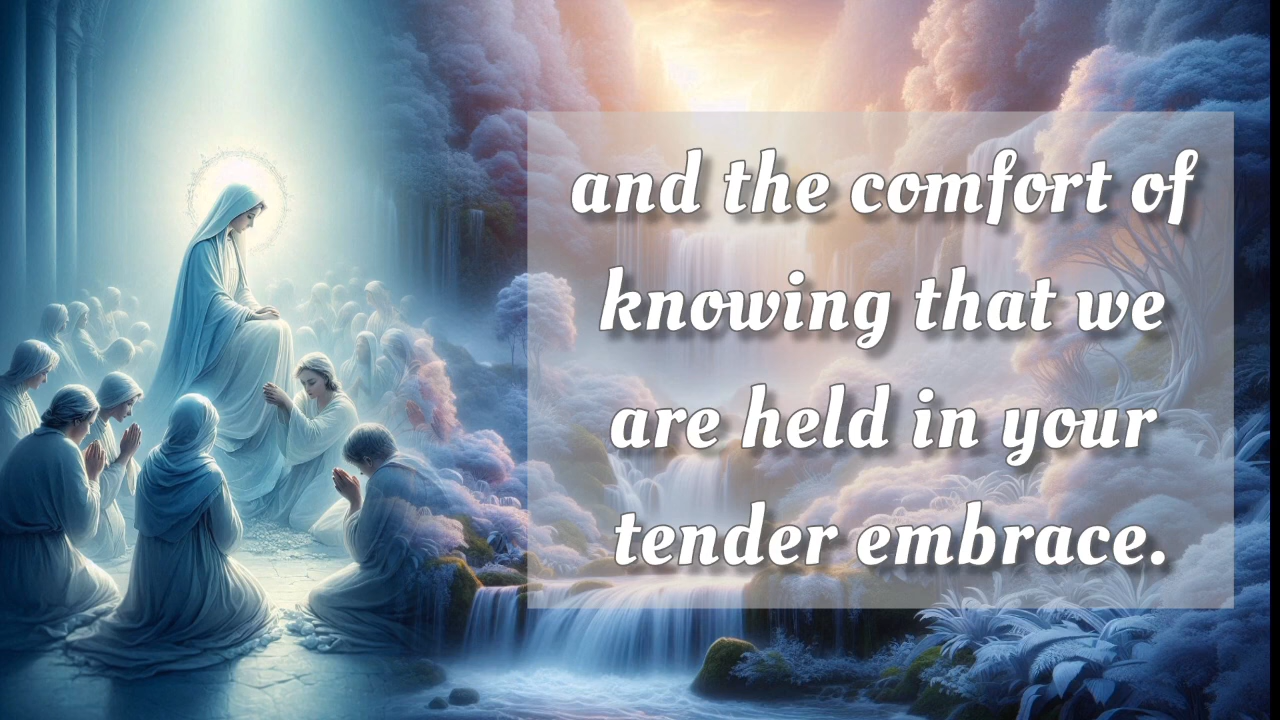 and the comfort of
knowing that we
are held in your
tender embrace.